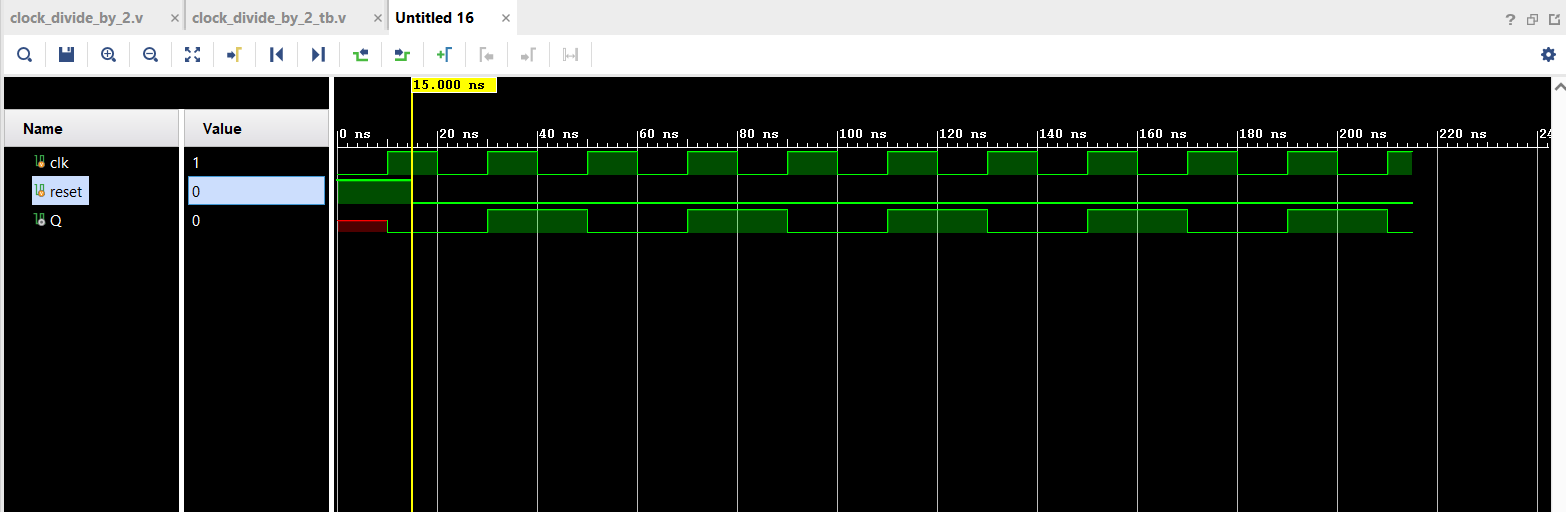 clock_divide_by_2.v × clock_divide_by_2_tb.v × Untitled 16 ×
?
15.000 ns
Name Value
0 ns 20 ns 40 ns 60 ns 80 ns 100 ns 120 ns 140 ns 160 ns 180 ns 200 ns 220 ns 24
clk 1
reset 0
Q 0